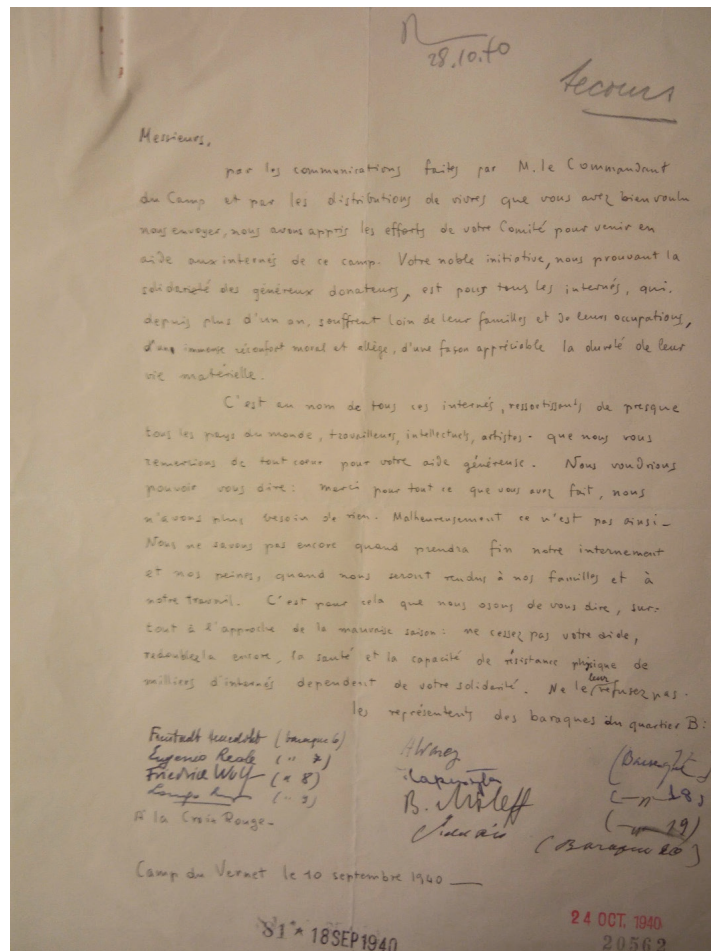 28.10.40
Secours
Messieurs,
par les communications faites par M. le Commandant
du Camp et par les distributions de vivres que vous avez bien voulu
nous envoyer, nous avons appris les efforts de votre Comité pour venir en
aide aux internés de ce camp. Votre noble initiative, nous prouvant la
solidarité des généreux donateurs, est pour tous les internés, qui
depuis plus d'un an, souffrent loin de leur familles et de leurs occupations,
d'une immense réconfort moral et allège, d'une façon appréciable la dureté de leur
vie matérielle.
C'est au nom de tous ces internés, ressortissants de presque
tous les pays du monde, travailleurs, intellectuels, artistes - que nous vous
remercions de tout cœur pour votre aide généreuse. Nous voudrions
pouvoir vous dire: merci pour tout ce que vous avez fait, nous
n'avons plus besoin de rien. Malheureusement ce n'est pas ainsi -
Nous ne savons pas encore quand prendra fin notre internement
et nos peines, quand nous seront rendus à nos familles et à
notre travail. C'est pour cela que nous osons de vous dire, sur-
tout à l'approche de la mauvaise saison: ne cessez pas votre aide,
redoublez la encore, la santé et la capacité de résistance physique de
milliers d'internés dependent de votre solidarité. Ne le leur refusez pas.
les représentents des baraques du quartier B:
(baraque 6)
Eugenio Reale (" 7)
Friedrich Wolf (" 8)
(" 9)
(— " — 18)
B. (— " — 19)
(Baraque 20)
A la Croix Rouge -
Camp du Vernet le 10 septembre 1940 —
81 * 18 SEP 1940
24 OCT. 1940
20562